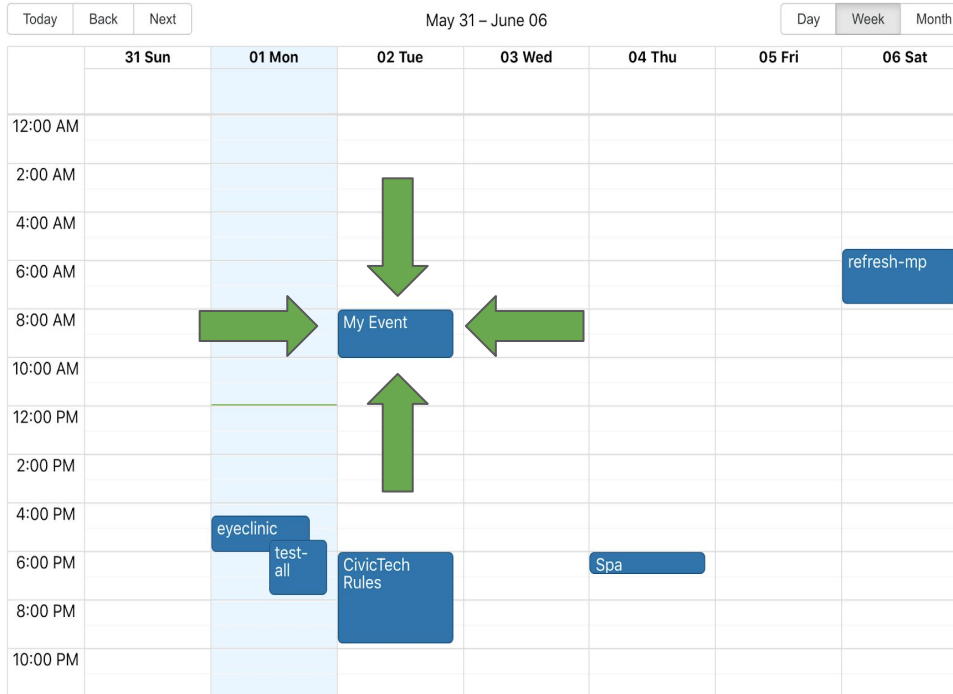 Today Back Next May 31 – June 06 Day Week Month
31 Sun 01 Mon 02 Tue 03 Wed 04 Thu 05 Fri 06 Sat
12:00 AM
2:00 AM
4:00 AM
6:00 AM
refresh-mp
8:00 AM
My Event
10:00 AM
12:00 PM
2:00 PM
4:00 PM
eyeclinic
test-
all
6:00 PM
CivicTech
Rules
Spa
8:00 PM
10:00 PM